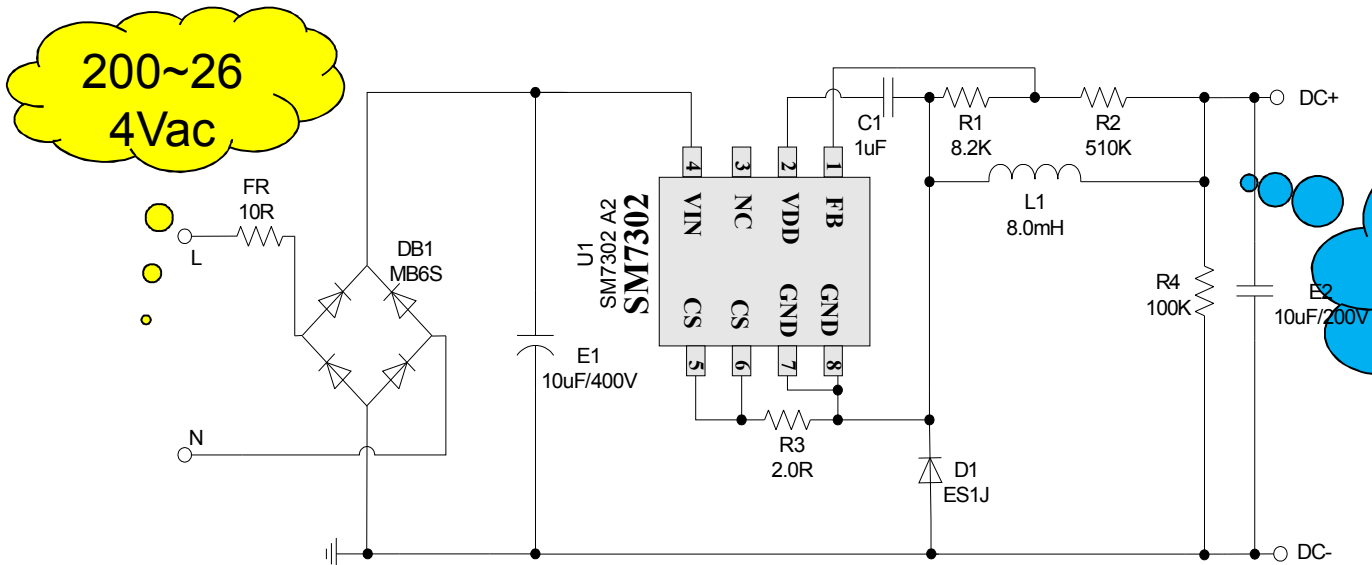 200~26
4Vac
FR
10R
L
DB1
MB6S
N
E1
10uF/400V
U1
SM7302 A2
SM7302
4
3
2
1
VIN
NC
VDD
FB
CS
CS
GND
GND
5
6
7
8
C1
1uF
R1
8.2K
R2
510K
L1
8.0mH
R3
2.0R
D1
ES1J
R4
100K
E2
10uF/200V
DC+
DC-